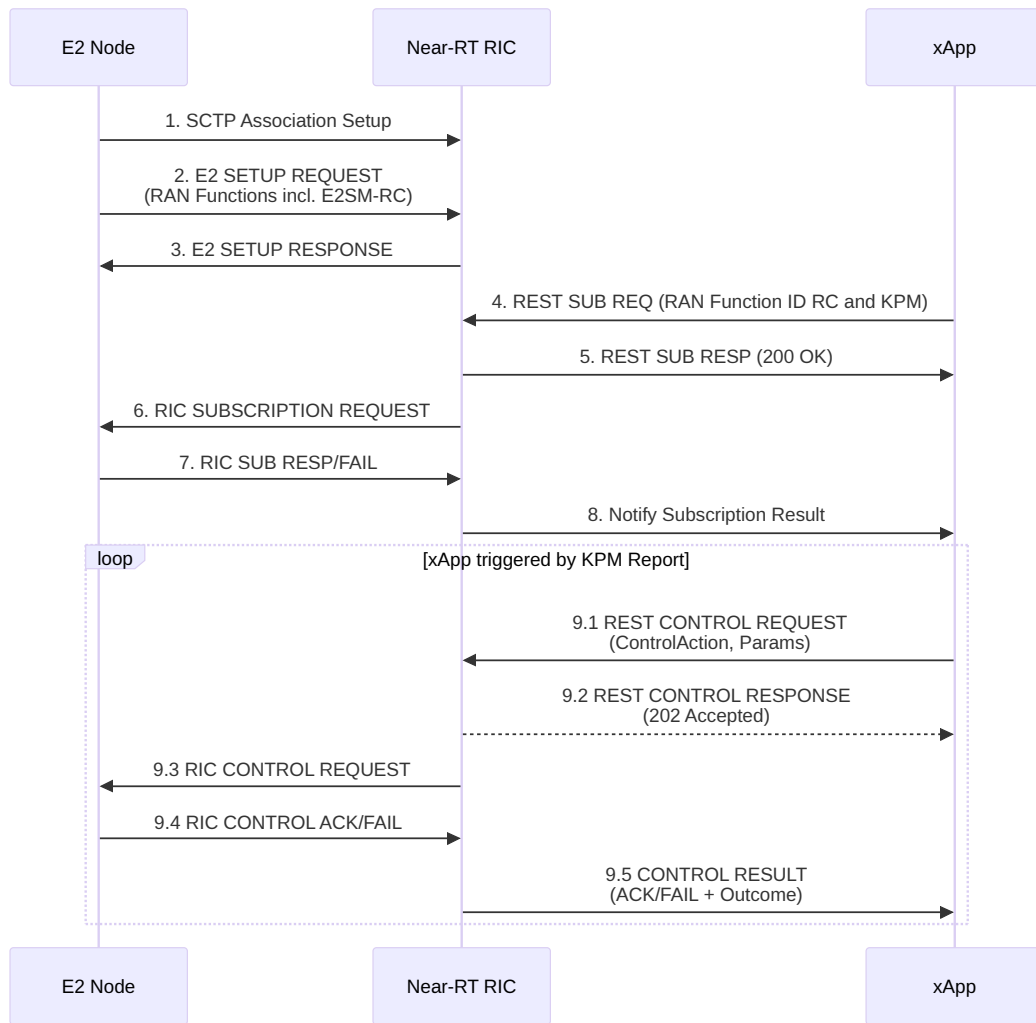 E2 Node
Near-RT RIC
xApp
1. SCTP Association Setup
2. E2 SETUP REQUEST
(RAN Functions incl. E2SM-RC)
3. E2 SETUP RESPONSE
4. REST SUB REQ (RAN Function ID RC and KPM)
5. REST SUB RESP (200 OK)
6. RIC SUBSCRIPTION REQUEST
7. RIC SUB RESP/FAIL
8. Notify Subscription Result
loop
[xApp triggered by KPM Report]
9.1 REST CONTROL REQUEST
(ControlAction, Params)
9.2 REST CONTROL RESPONSE
(202 Accepted)
9.3 RIC CONTROL REQUEST
9.4 RIC CONTROL ACK/FAIL
9.5 CONTROL RESULT
(ACK/FAIL + Outcome)
E2 Node
Near-RT RIC
xApp